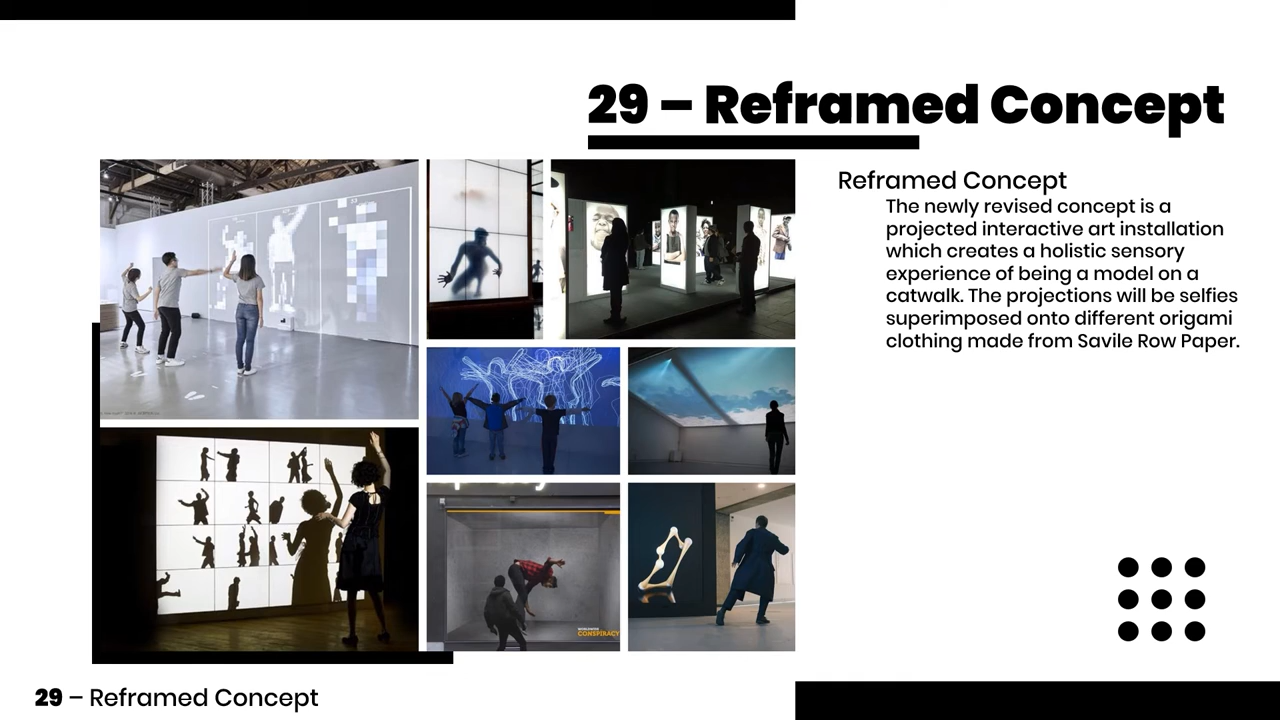 29 – Reframed Concept
Reframed Concept
The newly revised concept is a
projected interactive art installation
which creates a holistic sensory
experience of being a model on a
catwalk. The projections will be selfies
superimposed onto different origami
clothing made from Savile Row Paper.
CONSPIRACY
29 – Reframed Concept